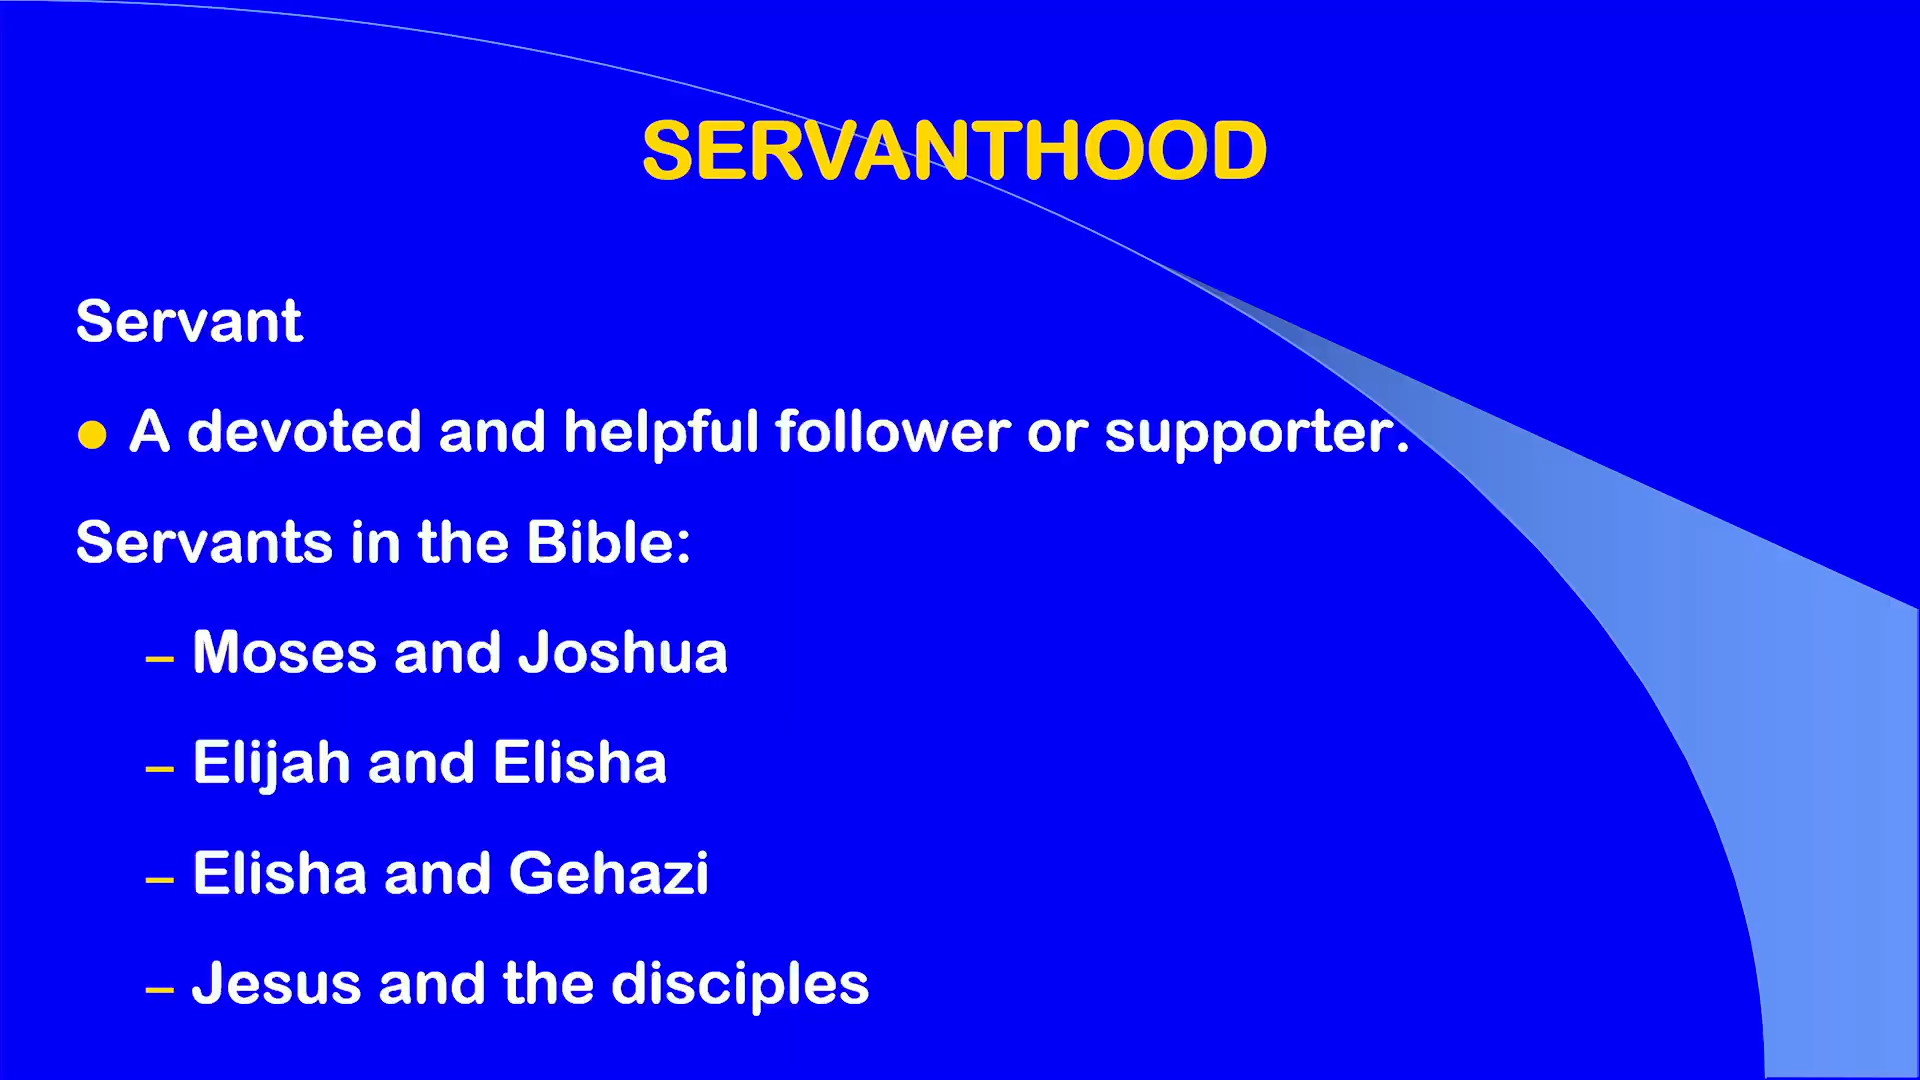 SERVANTHOOD
Servant
● A devoted and helpful follower or supporter.
Servants in the Bible:
– Moses and Joshua
– Elijah and Elisha
– Elisha and Gehazi
– Jesus and the disciples